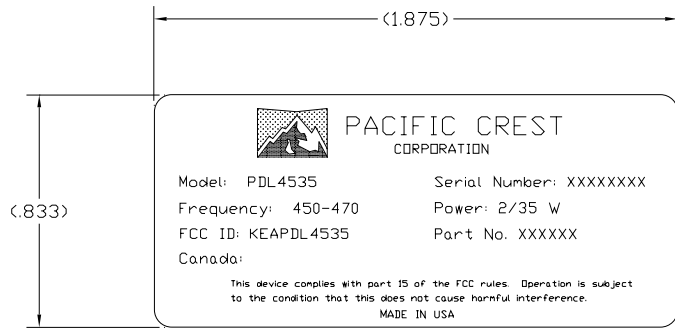 (1.875)
PACIFIC CREST
CORPORATION
(.833)
Model: PDL4535 Serial Number: XXXXXXXX
Frequency: 450-470 Power: 2/35 W
FCC ID: KEAPDL4535 Part No. XXXXXX
Canada:
This device complies with part 15 of the FCC rules. Operation is subject
to the condition that this does not cause harmful interference.
MADE IN USA